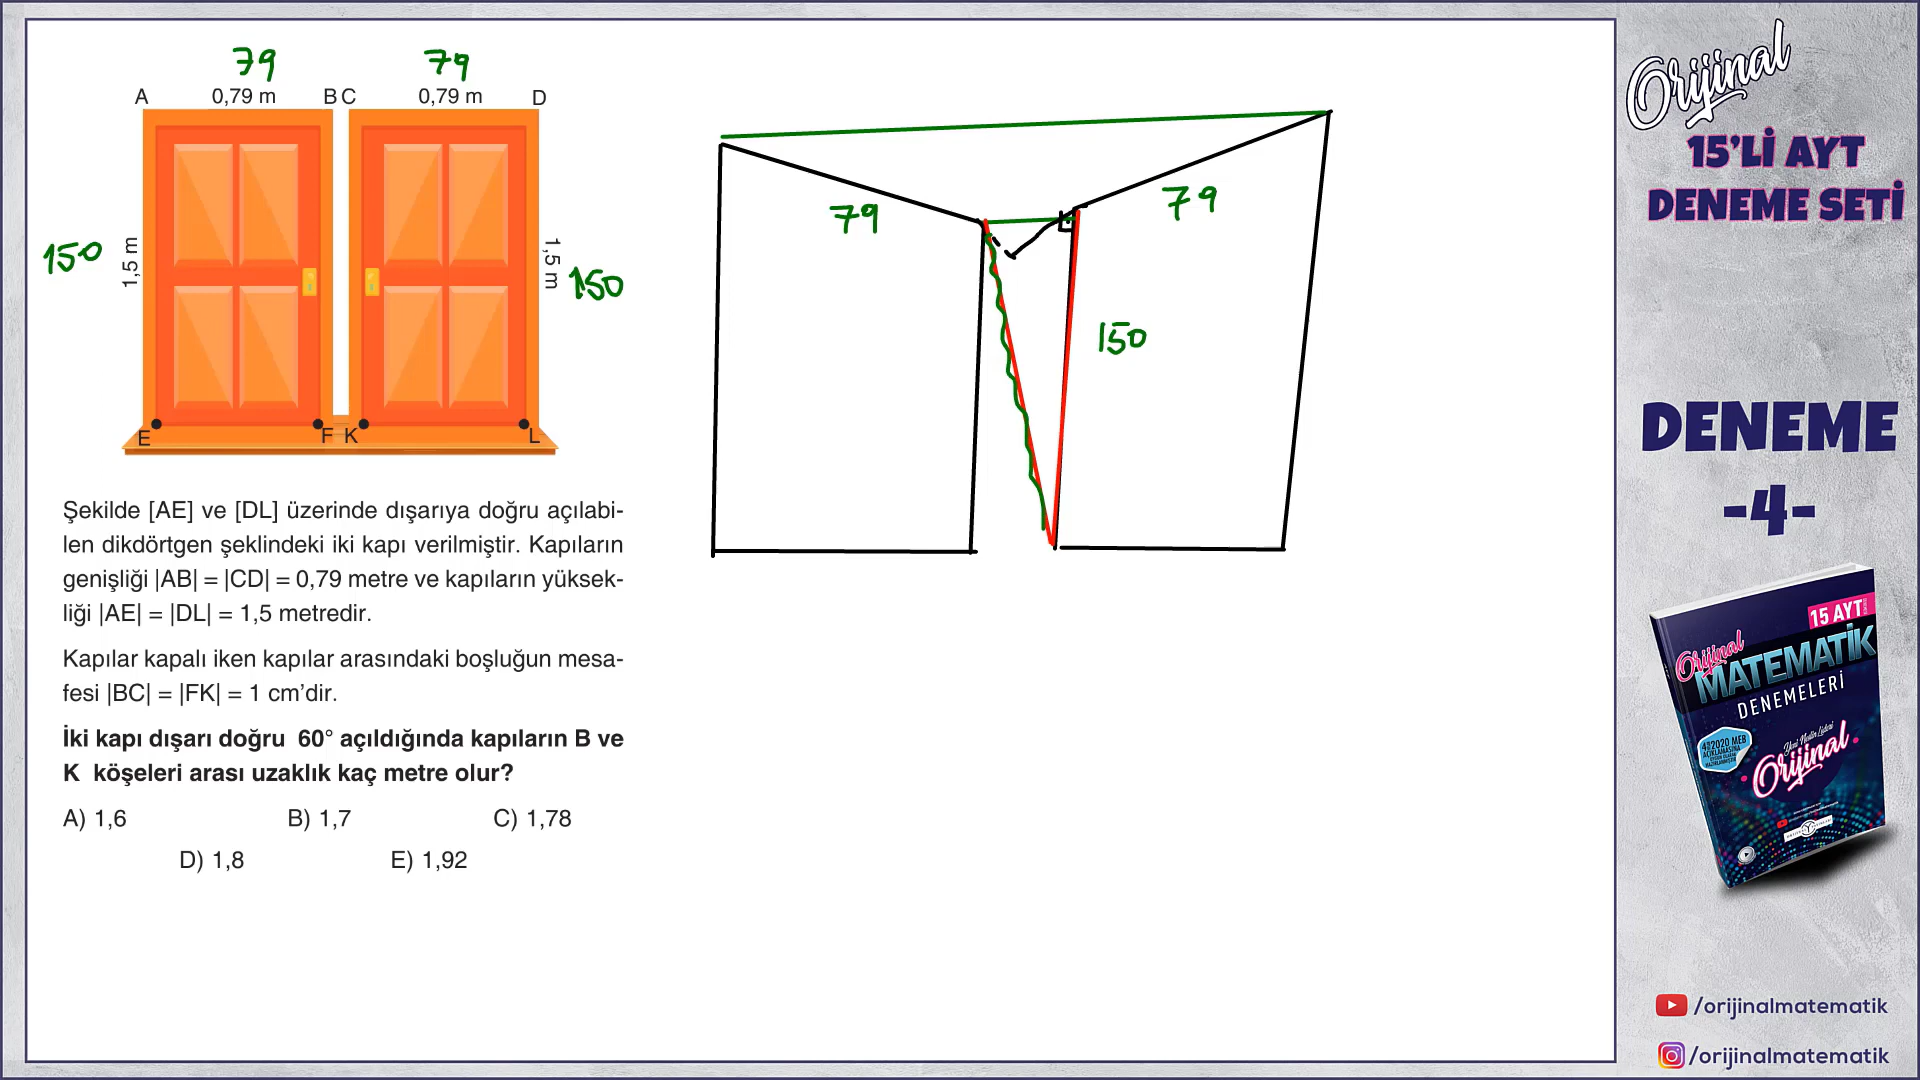 79 79
A 0,79 m B C 0,79 m D
150 1,5 m 1,5 m 150
E F K L
Şekilde [AE] ve [DL] üzerinde dışarıya doğru açılabi-
len dikdörtgen şeklindeki iki kapı verilmiştir. Kapıların
genişliği |AB| = |CD| = 0,79 metre ve kapıların yüksek-
liği |AE| = |DL| = 1,5 metredir.
Kapılar kapalı iken kapılar arasındaki boşluğun mesa-
fesi |BC| = |FK| = 1 cm’dir.
İki kapı dışarı doğru 60° açıldığında kapıların B ve
K köşeleri arası uzaklık kaç metre olur?
A) 1,6 B) 1,7 C) 1,78
D) 1,8 E) 1,92
79 79
150
Orijinal
15’Lİ AYT
DENEME SETİ
DENEME
-4-
15 AYT
Orijinal
MATEMATİK
DENEMELERİ
Orijinal
/orijinalmatematik
/orijinalmatematik